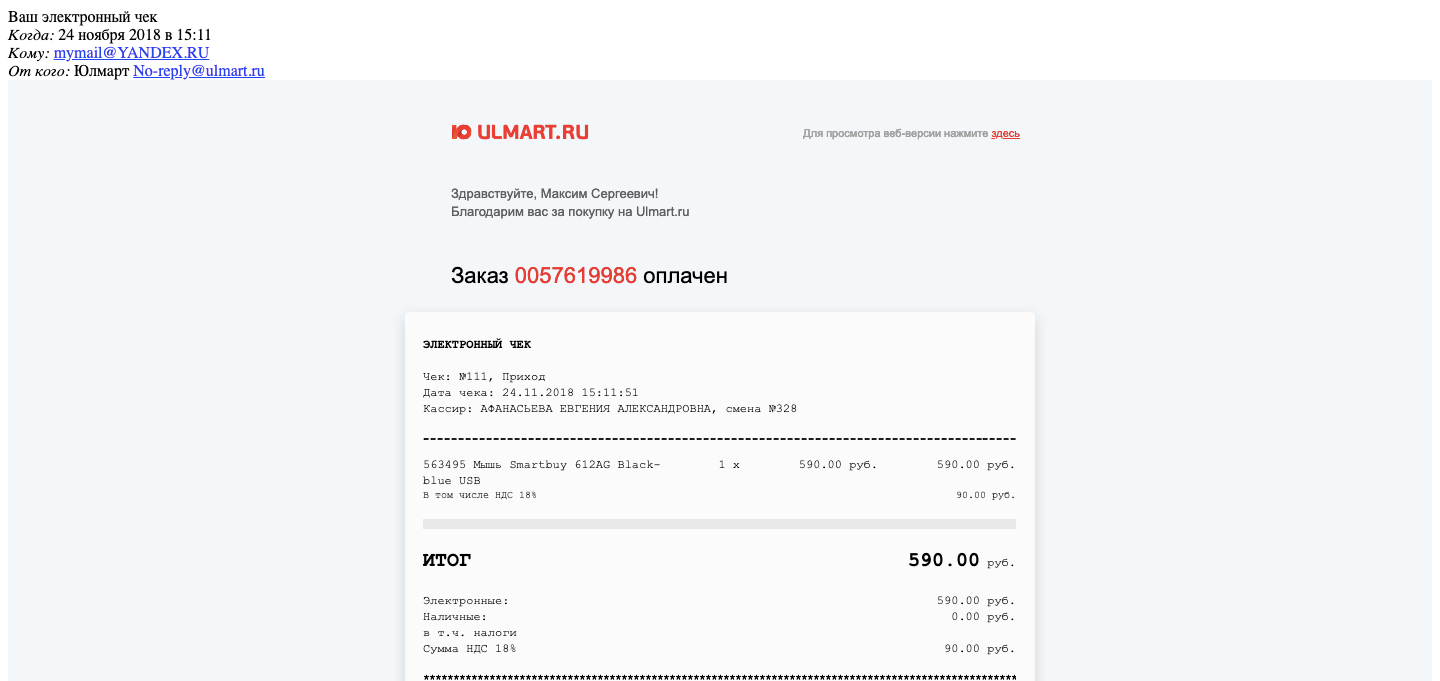 Ваш электронный чек
Когда: 24 ноября 2018 в 15:11
Кому: mymail@YANDEX.RU
От кого: Юлмарт No-reply@ulmart.ru
Ю ULMART.RU
Для просмотра веб-версии нажмите здесь
Здравствуйте, Максим Сергеевич!
Благодарим вас за покупку на Ulmart.ru
Заказ 0057619986 оплачен
ЭЛЕКТРОННЫЙ ЧЕК
Чек: №111, Приход
Дата чека: 24.11.2018 15:11:51
Кассир: АФАНАСЬЕВА ЕВГЕНИЯ АЛЕКСАНДРОВНА, смена №328
563495 Мышь Smartbuy 612AG Black- 1 x 590.00 руб. 590.00 руб.
blue USB
В том числе НДС 18% 90.00 руб.
ИТОГ 590.00 руб.
Электронные: 590.00 руб.
Наличные: 0.00 руб.
в т.ч. налоги
Сумма НДС 18% 90.00 руб.